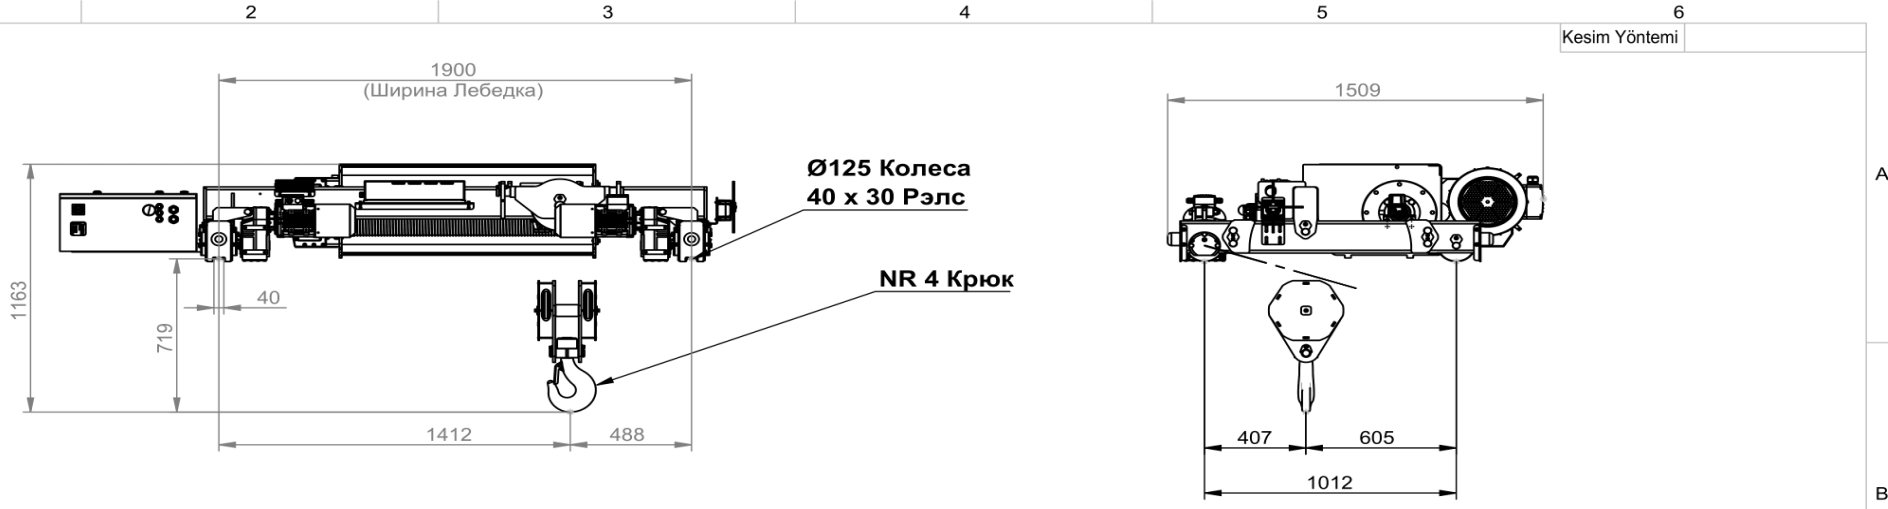 2 3 4 5 6
Kesim Yöntemi
1900
(Ширина Лебедка)
1509
A
Ø125 Колеса
40 x 30 Рэлс
NR 4 Крюк
1163
40
719
1412 488
407 605
1012
B